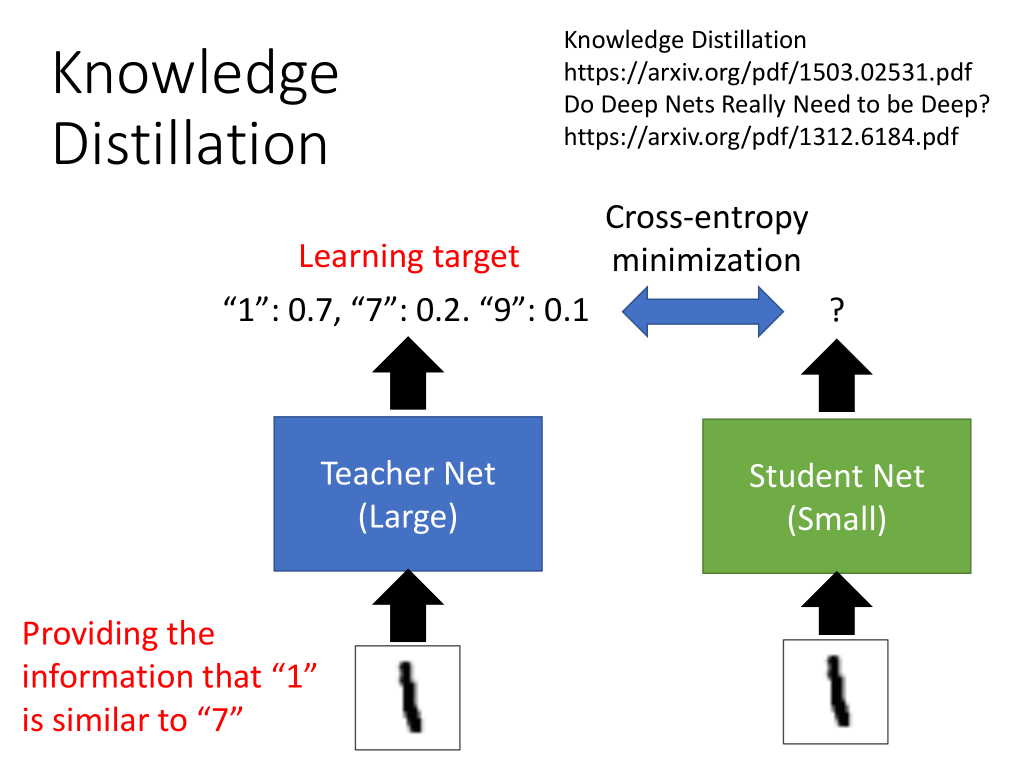 Knowledge
Distillation
Knowledge Distillation
https://arxiv.org/pdf/1503.02531.pdf
Do Deep Nets Really Need to be Deep?
https://arxiv.org/pdf/1312.6184.pdf
Cross-entropy
minimization
Learning target
“1”: 0.7, “7”: 0.2. “9”: 0.1
?
Teacher Net
(Large)
Student Net
(Small)
Providing the
information that “1”
is similar to “7”
1
1